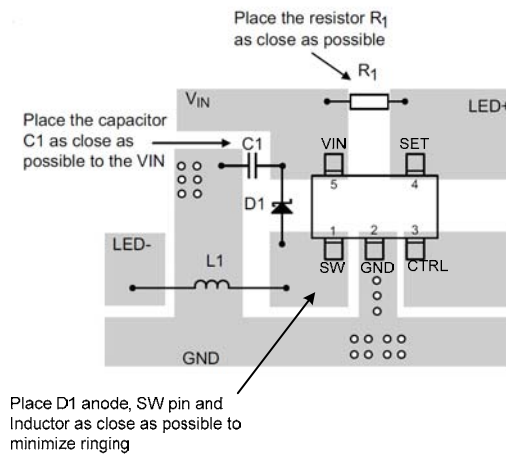 Place the resistor R1
as close as possible
R1
VIN
LED+
Place the capacitor
C1 as close as
possible to the VIN
C1
VIN
SET
5
4
D1
1
2
3
LED-
L1
SW
GND
CTRL
GND
Place D1 anode, SW pin and
Inductor as close as possible to
minimize ringing